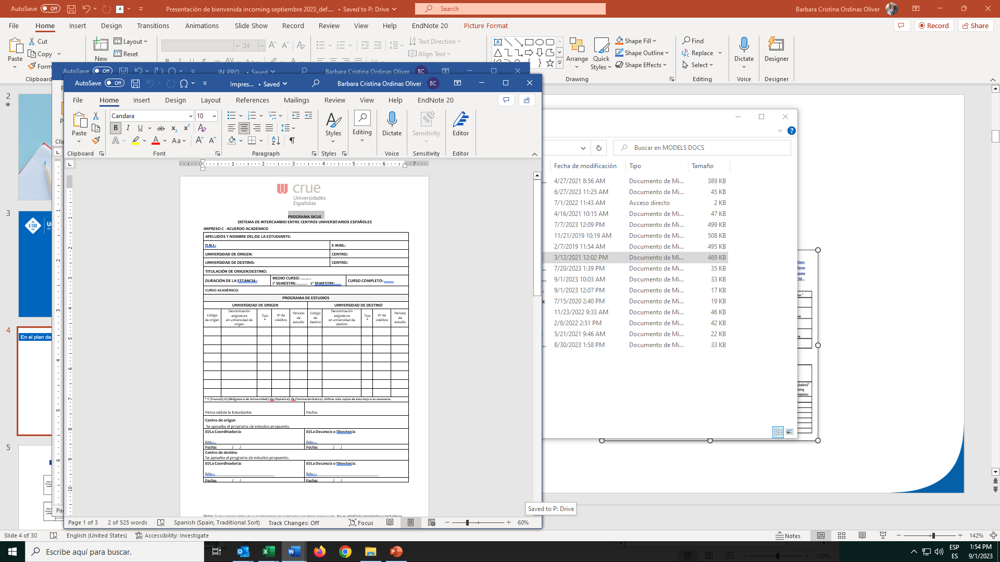 AutoSave Off
Presentación de bienvenida incoming septiembre 2023_def.... • Saved to P: Drive
Search
Barbara Cristina Ordinas Oliver
File Home Insert Design Transitions Animations Slide Show Record Review View Help EndNote 20 Picture Format
Record Share
Paste
Cut
Copy
Clipboard
New
Layout
Reset
24
Text Direction
Align Text
Arrange
Quick Styles
Shape Fill
Shape Outline
Shape Effects
Drawing
Find
Replace
Select
Editing
Dictate
Voice
Designer
Designer
AutoSave Off
IN_PRO... • Saved
Barbara Cristina Ordinas Oliver BC
AutoSave Off
Impres... • Saved
Barbara Cristina Ordinas Oliver BC
File Home Insert Design Layout References Mailings Review View Help EndNote 20
Paste
Clipboard
Candara 10
Font
Paragraph
Styles
Styles
Editing
Dictate
Voice
Sensitivity
Sensitivity
Editor
Editor
crue
Universidades
Españolas
PROGRAMA SICUE
SISTEMA DE INTERCAMBIO ENTRE CENTROS UNIVERSITARIOS ESPAÑOLES
IMPRESO C - ACUERDO ACADÉMICO
APELLIDOS Y NOMBRE DEL/DE LA ESTUDIANTE:
D.N.I.: E-MAIL:
UNIVERSIDAD DE ORIGEN: CENTRO:
UNIVERSIDAD DE DESTINO: CENTRO:
TITULACIÓN DE ORIGEN/DESTINO:
DURACIÓN DE LA ESTANCIA : MEDIO CURSO: ....... 1º SEMESTRE: ....... 2º SEMESTRE: ...... CURSO COMPLETO: .......
CURSO ACADÉMICO:
PROGRAMA DE ESTUDIOS
UNIVERSIDAD DE ORIGEN UNIVERSIDAD DE DESTINO
Código de origen
Denominación asignatura en universidad de origen
Tipo *
Nº de créditos
Periodo de estudio
Código de destino
Denominación asignatura en universidad de destino
Tipo *
Nº de créditos
Periodo de estudio
* T (Troncal); O (Obligatoria de Universidad); Op (Optativa); Fb (Formación básica). Utilizar más copias de esta hoja si es necesario.
Firma del/de la Estudiante: Fecha:
Centro de origen
Se aprueba el programa de estudios propuesto.
El/La Coordinador/a: El/La Decano/a o Director/a:
Fdo.: Fdo.:
Fecha: / / Fecha: / /
Centro de destino
Se aprueba el programa de estudios propuesto.
El/La Coordinador/a: El/La Decano/a o Director/a:
Fdo.: Fdo.:
Fecha: / / Fecha: / /
Nota: El documento debe ser cumplimentado en ordenador con letras mayúsculas. No se admitirán enmiendas o tachaduras
Page 1 of 3 2 of 525 words Spanish (Spain, Traditional Sort) Track Changes: Off Focus 60%
Buscar en MODELS DOCS
Fecha de modificación Tipo Tamaño
4/27/2021 8:56 AM Documento de Mi... 389 KB
6/27/2023 11:25 AM Documento de Mi... 45 KB
7/1/2022 11:43 AM Acceso directo 2 KB
4/16/2021 10:15 AM Documento de Mi... 47 KB
7/7/2023 12:09 PM Documento de Mi... 499 KB
11/21/2019 10:19 AM Documento de Mi... 508 KB
2/7/2019 11:54 AM Documento de Mi... 495 KB
3/12/2021 12:02 PM Documento de Mi... 469 KB
7/20/2023 1:39 PM Documento de Mi... 35 KB
9/1/2023 10:03 AM Documento de Mi... 33 KB
9/1/2023 12:07 PM Documento de Mi... 17 KB
7/15/2020 2:40 PM Documento de Mi... 19 KB
11/23/2022 9:33 AM Documento de Mi... 46 KB
2/8/2022 2:51 PM Documento de Mi... 42 KB
5/21/2021 9:46 AM Documento de Mi... 22 KB
8/30/2023 1:58 PM Documento de Mi... 33 KB
2
3
UIB
4
En el plan de
5
Saved to P: Drive
Slide 4 of 30 English (United States) Accessibility: Investigate Notes 142%
Escribe aquí para buscar.
120%
ESP
ES
1:54 PM
9/1/2023